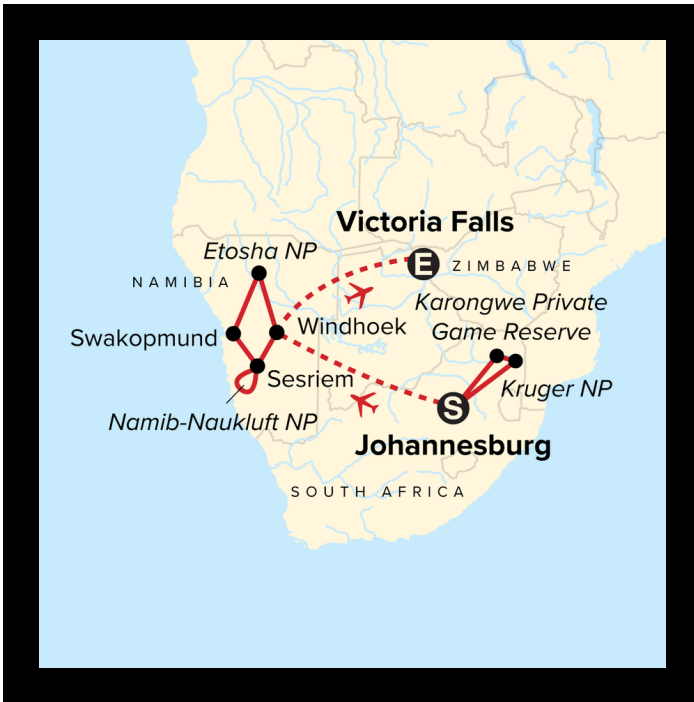 Victoria Falls
Etosha NP
E
ZIMBABWE
NAMIBIA
Karongwe Private
Game Reserve
Swakopmund
Windhoek
Sesriem
Kruger NP
S
Namib-Naukluft NP
Johannesburg
SOUTH AFRICA